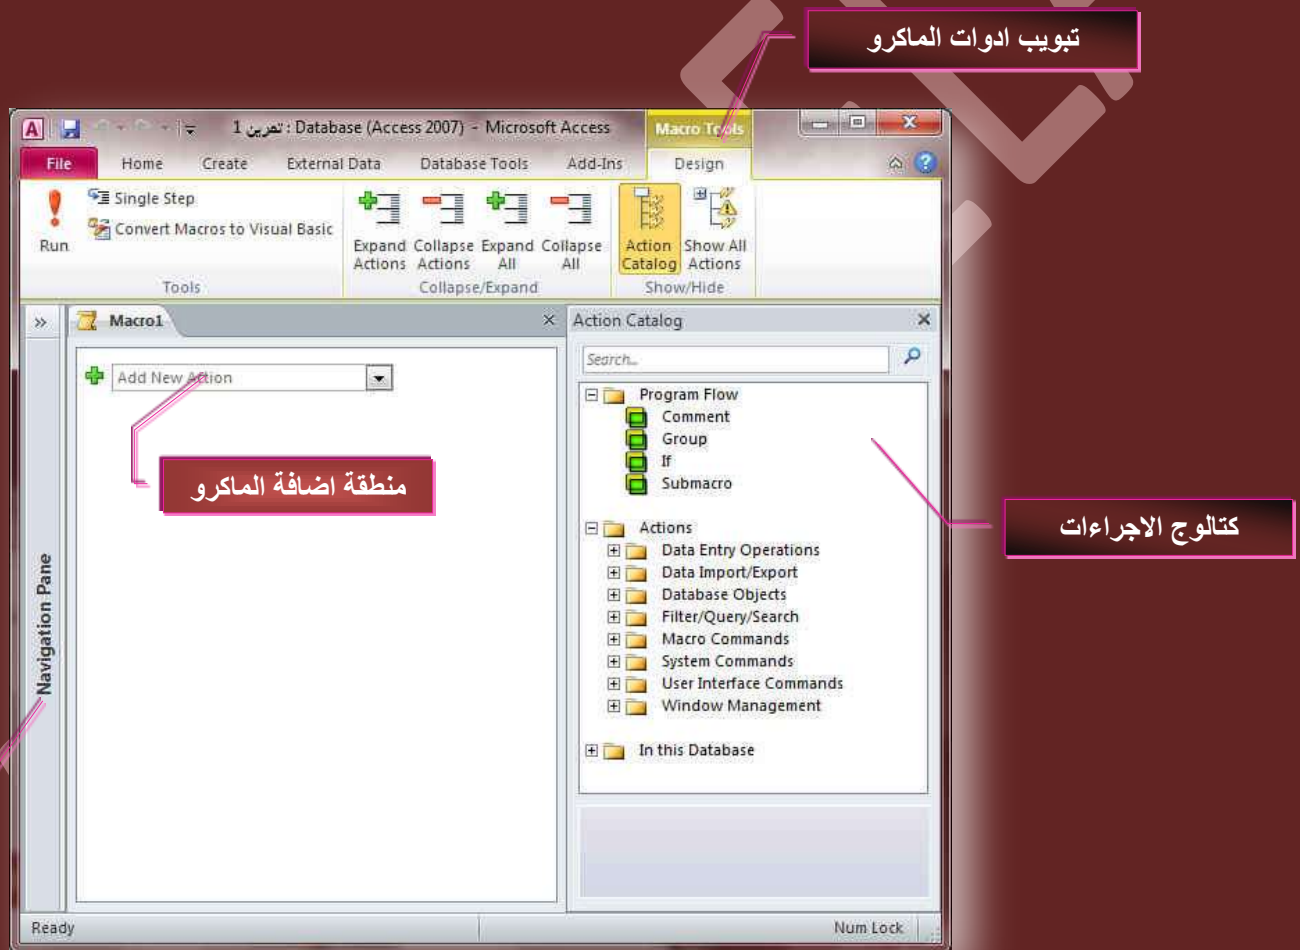 تبويب ادوات الماكرو
تمرين 1 : Database (Access 2007) - Microsoft Access
Macro Tools
File Home Create External Data Database Tools Add-Ins Design
Run
Single Step
Convert Macros to Visual Basic
Tools
Expand Actions
Collapse Actions
Expand All
Collapse All
Collapse/Expand
Action Catalog
Show All Actions
Show/Hide
Navigation Pane
Macro1
Add New Action
منطقة اضافة الماكرو
Action Catalog
Search...
Program Flow
Comment
Group
If
Submacro
Actions
Data Entry Operations
Data Import/Export
Database Objects
Filter/Query/Search
Macro Commands
System Commands
User Interface Commands
Window Management
In this Database
كتالوج الاجراءات
Ready
Num Lock